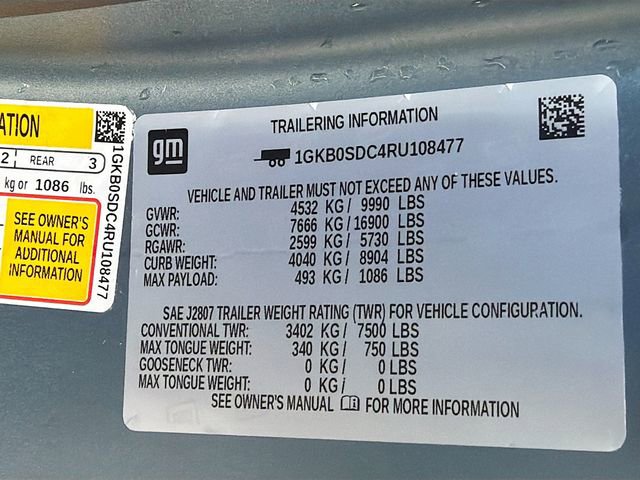 ATION
2 REAR 3
kg or 1086 lbs.
SEE OWNER'S
MANUAL FOR
ADDITIONAL
INFORMATION
1GKB0SDC4RU108477
gm
TRAILERING INFORMATION
1GKB0SDC4RU108477
VEHICLE AND TRAILER MUST NOT EXCEED ANY OF THESE VALUES.
GVWR: 4532 KG/ 9990 LBS
GCWR: 7666 KG/16900 LBS
RGAWR: 2599 KG/ 5730 LBS
CURB WEIGHT: 4040 KG/ 8904 LBS
MAX PAYLOAD: 493 KG/ 1086 LBS
SAE J2807 TRAILER WEIGHT RATING (TWR) FOR VEHICLE CONFIGURATION.
CONVENTIONAL TWR: 3402 KG/ 7500 LBS
MAX TONGUE WEIGHT: 340 KG/ 750 LBS
GOOSENECK TWR: 0 KG/ 0 LBS
MAX TONGUE WEIGHT: 0 KG/ 0 LBS
SEE OWNER'S MANUAL FOR MORE INFORMATION